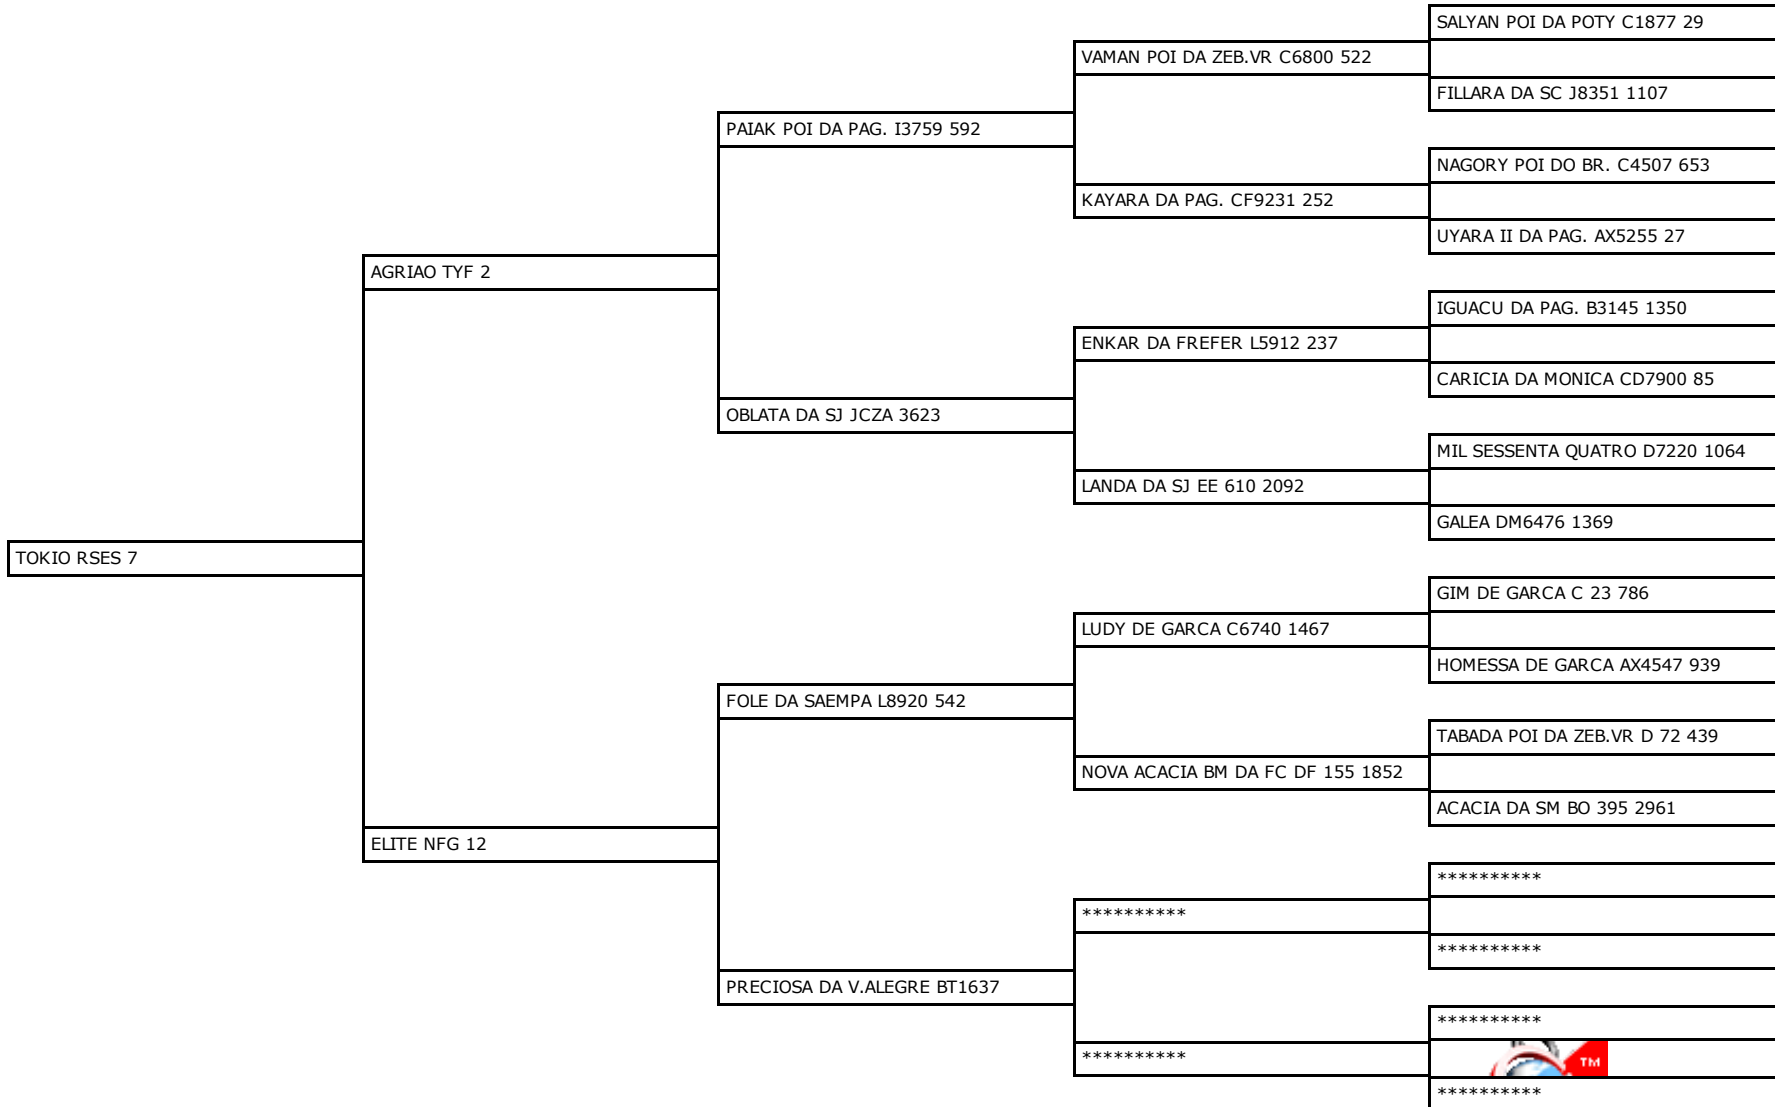 SALYAN POI DA POTY C1877 29
VAMAN POI DA ZEB.VR C6800 522
FILLARA DA SC J8351 1107
PAIAK POI DA PAG. I3759 592
NAGORY POI DO BR. C4507 653
KAYARA DA PAG. CF9231 252
UYARA II DA PAG. AX5255 27
AGRIAO TYF 2
IGUACU DA PAG. B3145 1350
ENKAR DA FREFER L5912 237
CARICIA DA MONICA CD7900 85
OBLATA DA SJ JCZA 3623
MIL SESSENTA QUATRO D7220 1064
LANDA DA SJ EE 610 2092
GALEA DM6476 1369
TOKIO RSES 7
GIM DE GARCA C 23 786
LUDY DE GARCA C6740 1467
HOMESSA DE GARCA AX4547 939
FOLE DA SAEMPA L8920 542
TABADA POI DA ZEB.VR D 72 439
NOVA ACACIA BM DA FC DF 155 1852
ACACIA DA SM BO 395 2961
ELITE NFG 12
**********
**********
**********
PRECIOSA DA V.ALEGRE BT1637
**********
**********
TM
**********